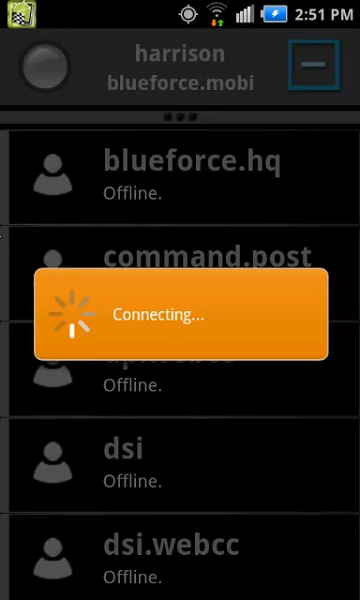 2:51 PM
harrison
blueforce.mobi
blueforce.hq
Offline.
command.post
Connecting...
Offline.
dsi
Offline.
dsi.webcc
Offline.